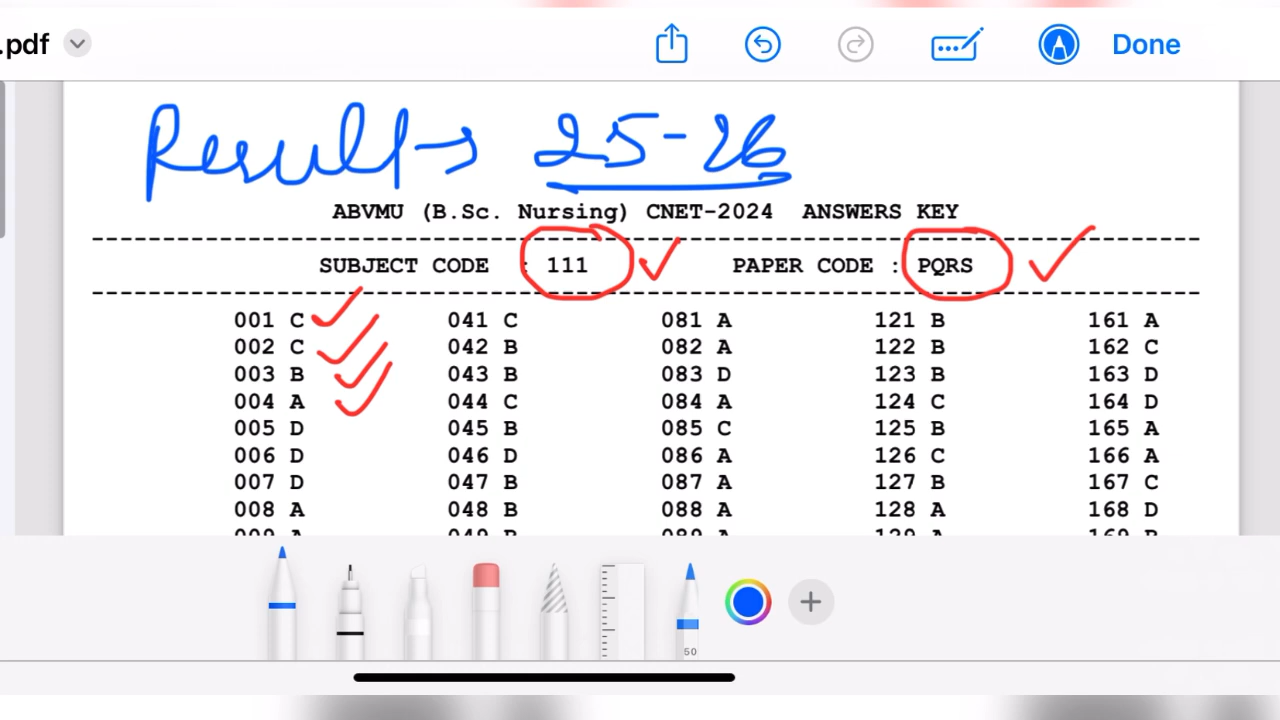 .pdf Done
Result → 25-26
ABVMU (B.Sc. Nursing) CNET-2024 ANSWERS KEY
SUBJECT CODE : 111 PAPER CODE : PQRS
001 C 041 C 081 A 121 B 161 A
002 C 042 B 082 A 122 B 162 C
003 B 043 B 083 D 123 B 163 D
004 A 044 C 084 A 124 C 164 D
005 D 045 B 085 C 125 B 165 A
006 D 046 D 086 A 126 C 166 A
007 D 047 B 087 A 127 B 167 C
008 A 048 B 088 A 128 A 168 D
50